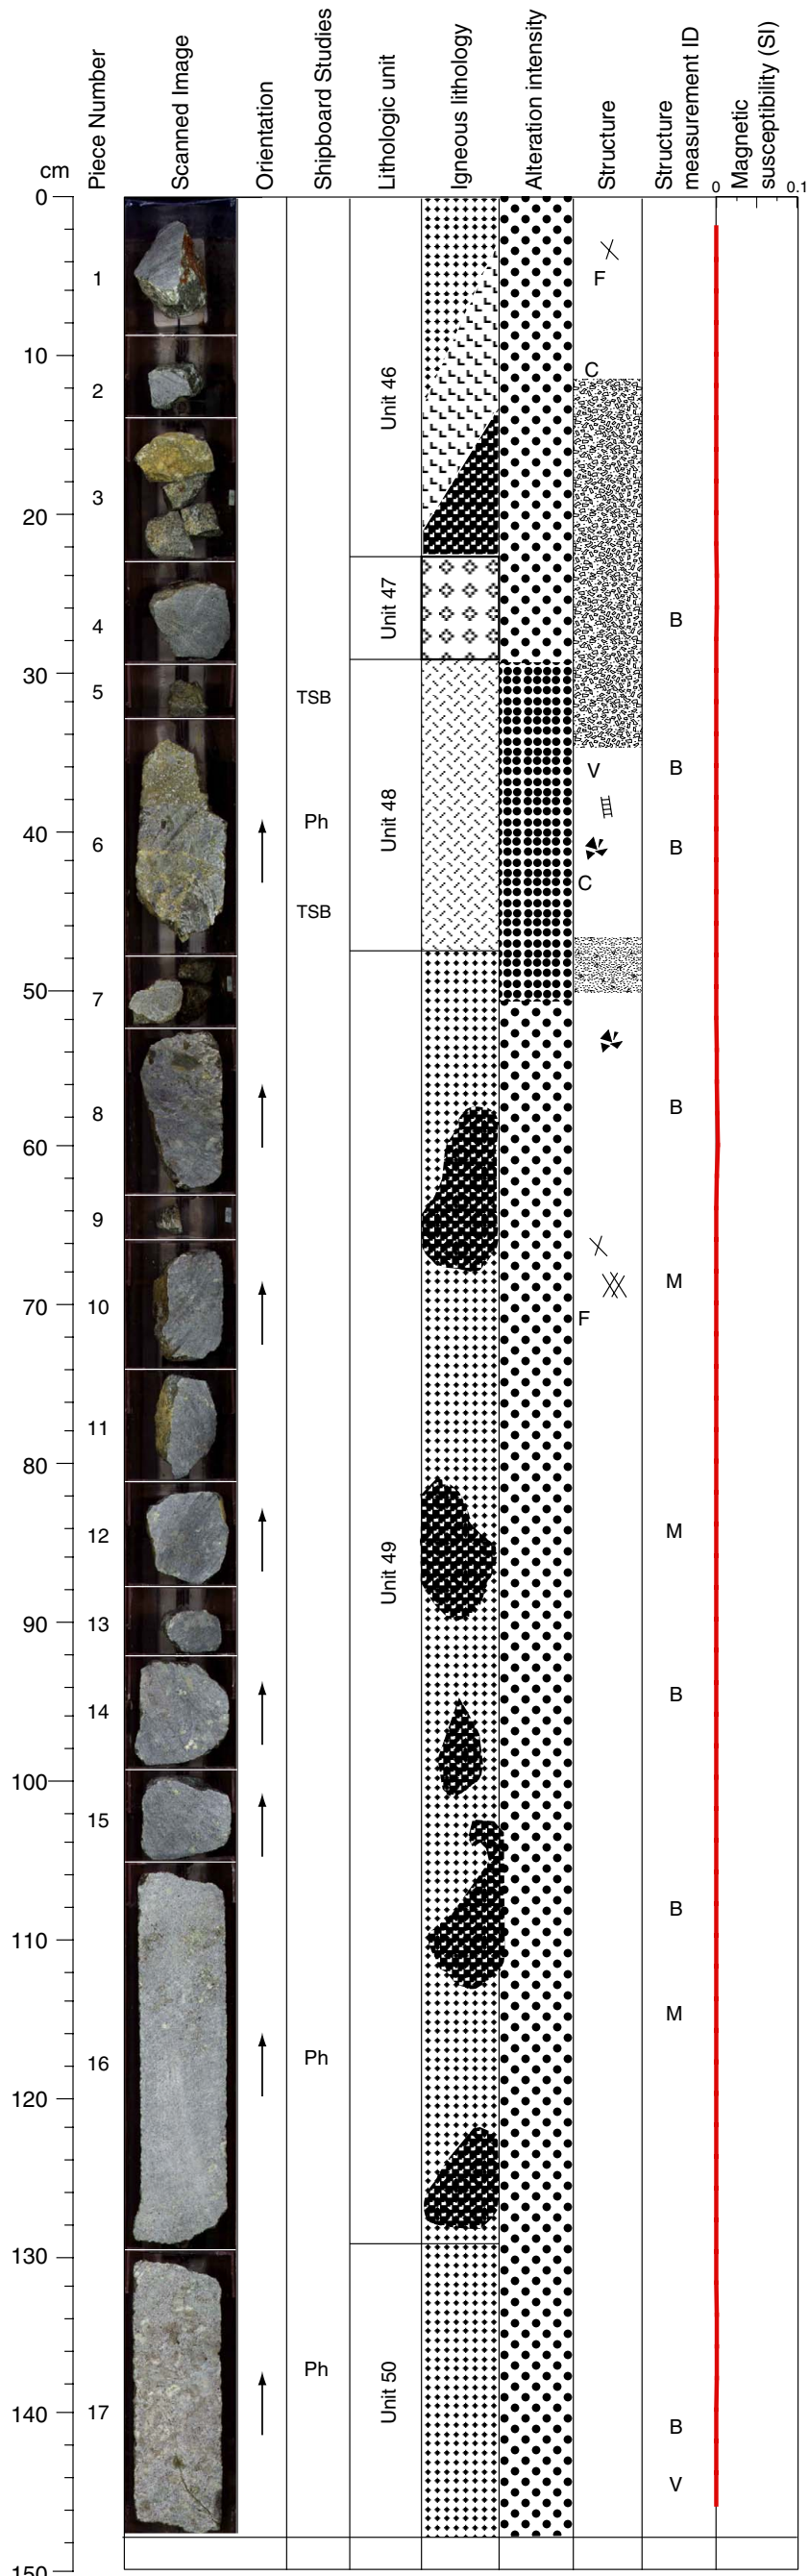 cm
Piece Number
Scanned Image
Orientation
Shipboard Studies
Lithologic unit
Igneous lithology
Alteration intensity
Structure
Structure
measurement ID
Magnetic
susceptibility (SI)
0 0 0.1
1 F
10 C
2
Unit 46
3
20
Unit 47
4 B
30
5 TSB
V B
Ph
Unit 48
40
6 B
C
TSB
50
7
8 B
60
9
M
70
10 F
11
80
12 M
Unit 49
90
13
14 B
100
15
B
110
M
16 Ph
120
130
Ph
Unit 50
140
17 B
V
150